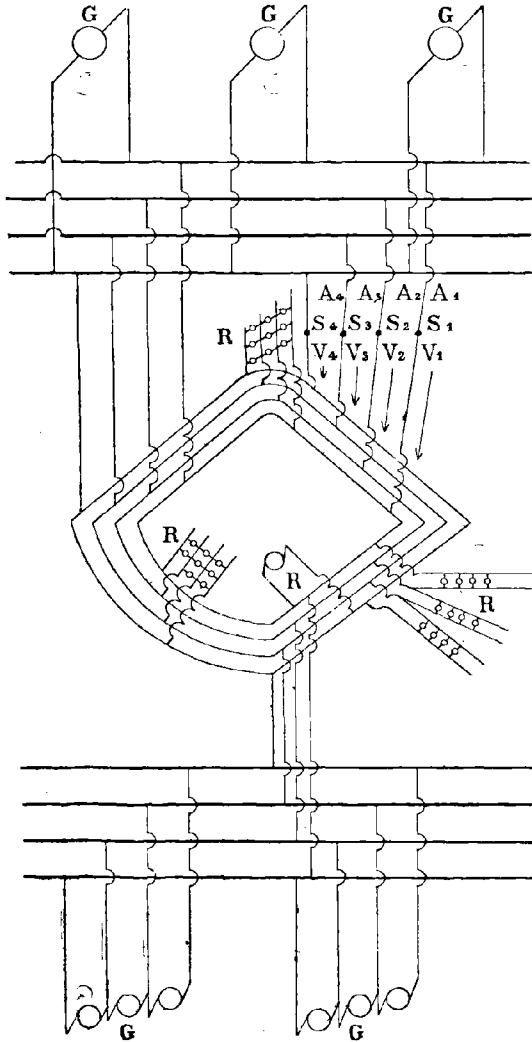 G G G
A₄ A₃ A₂ A₁
R S₄ S₃ S₂ S₁
V₄ V₃ V₂ V₁
R
R
R
G G